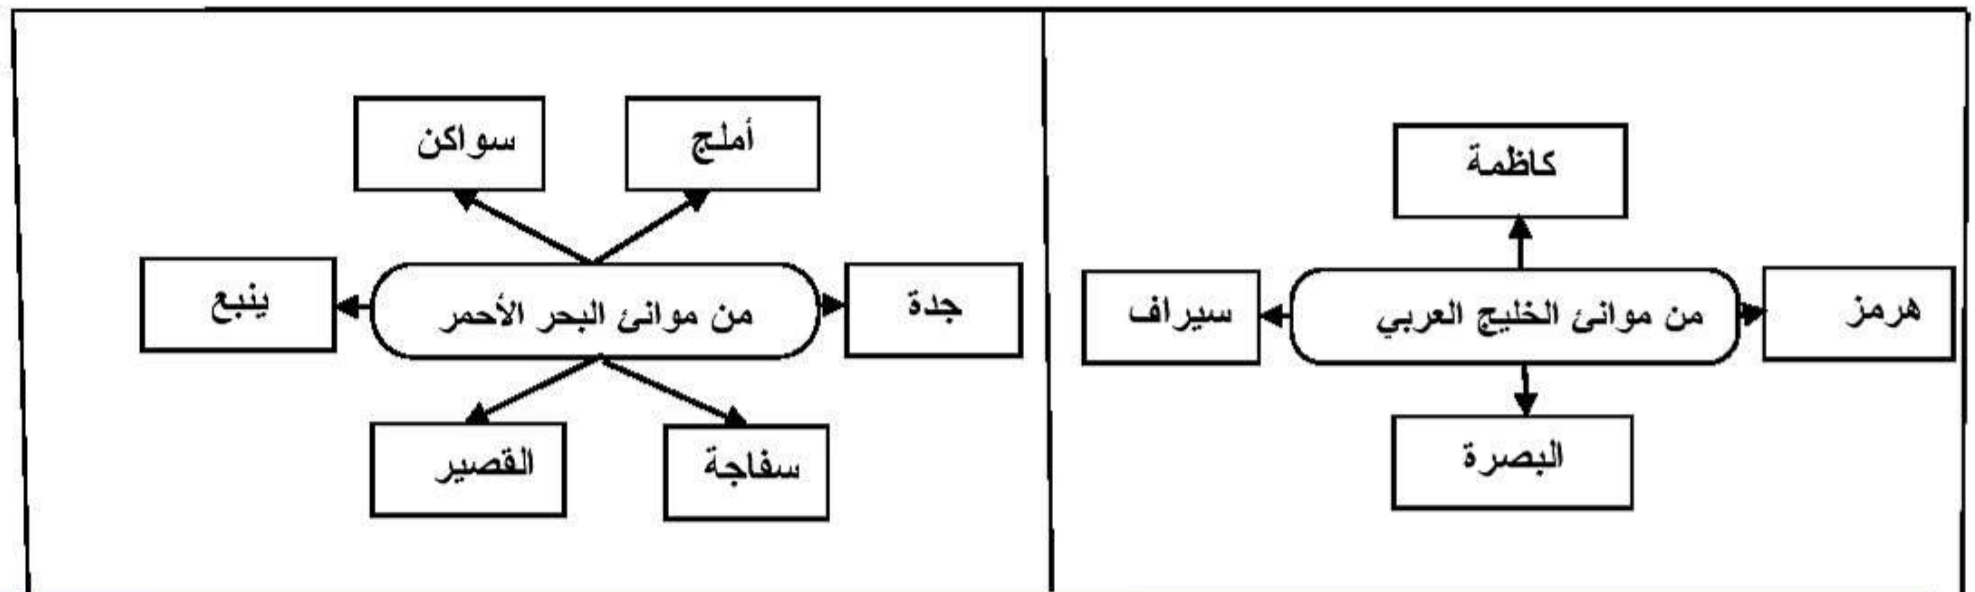 كاظمة
هرمز
من موانئ الخليج العربي
سيراف
البصرة
أملج
سواكن
جدة
من موانئ البحر الأحمر
ينبع
سفاجة
القصير